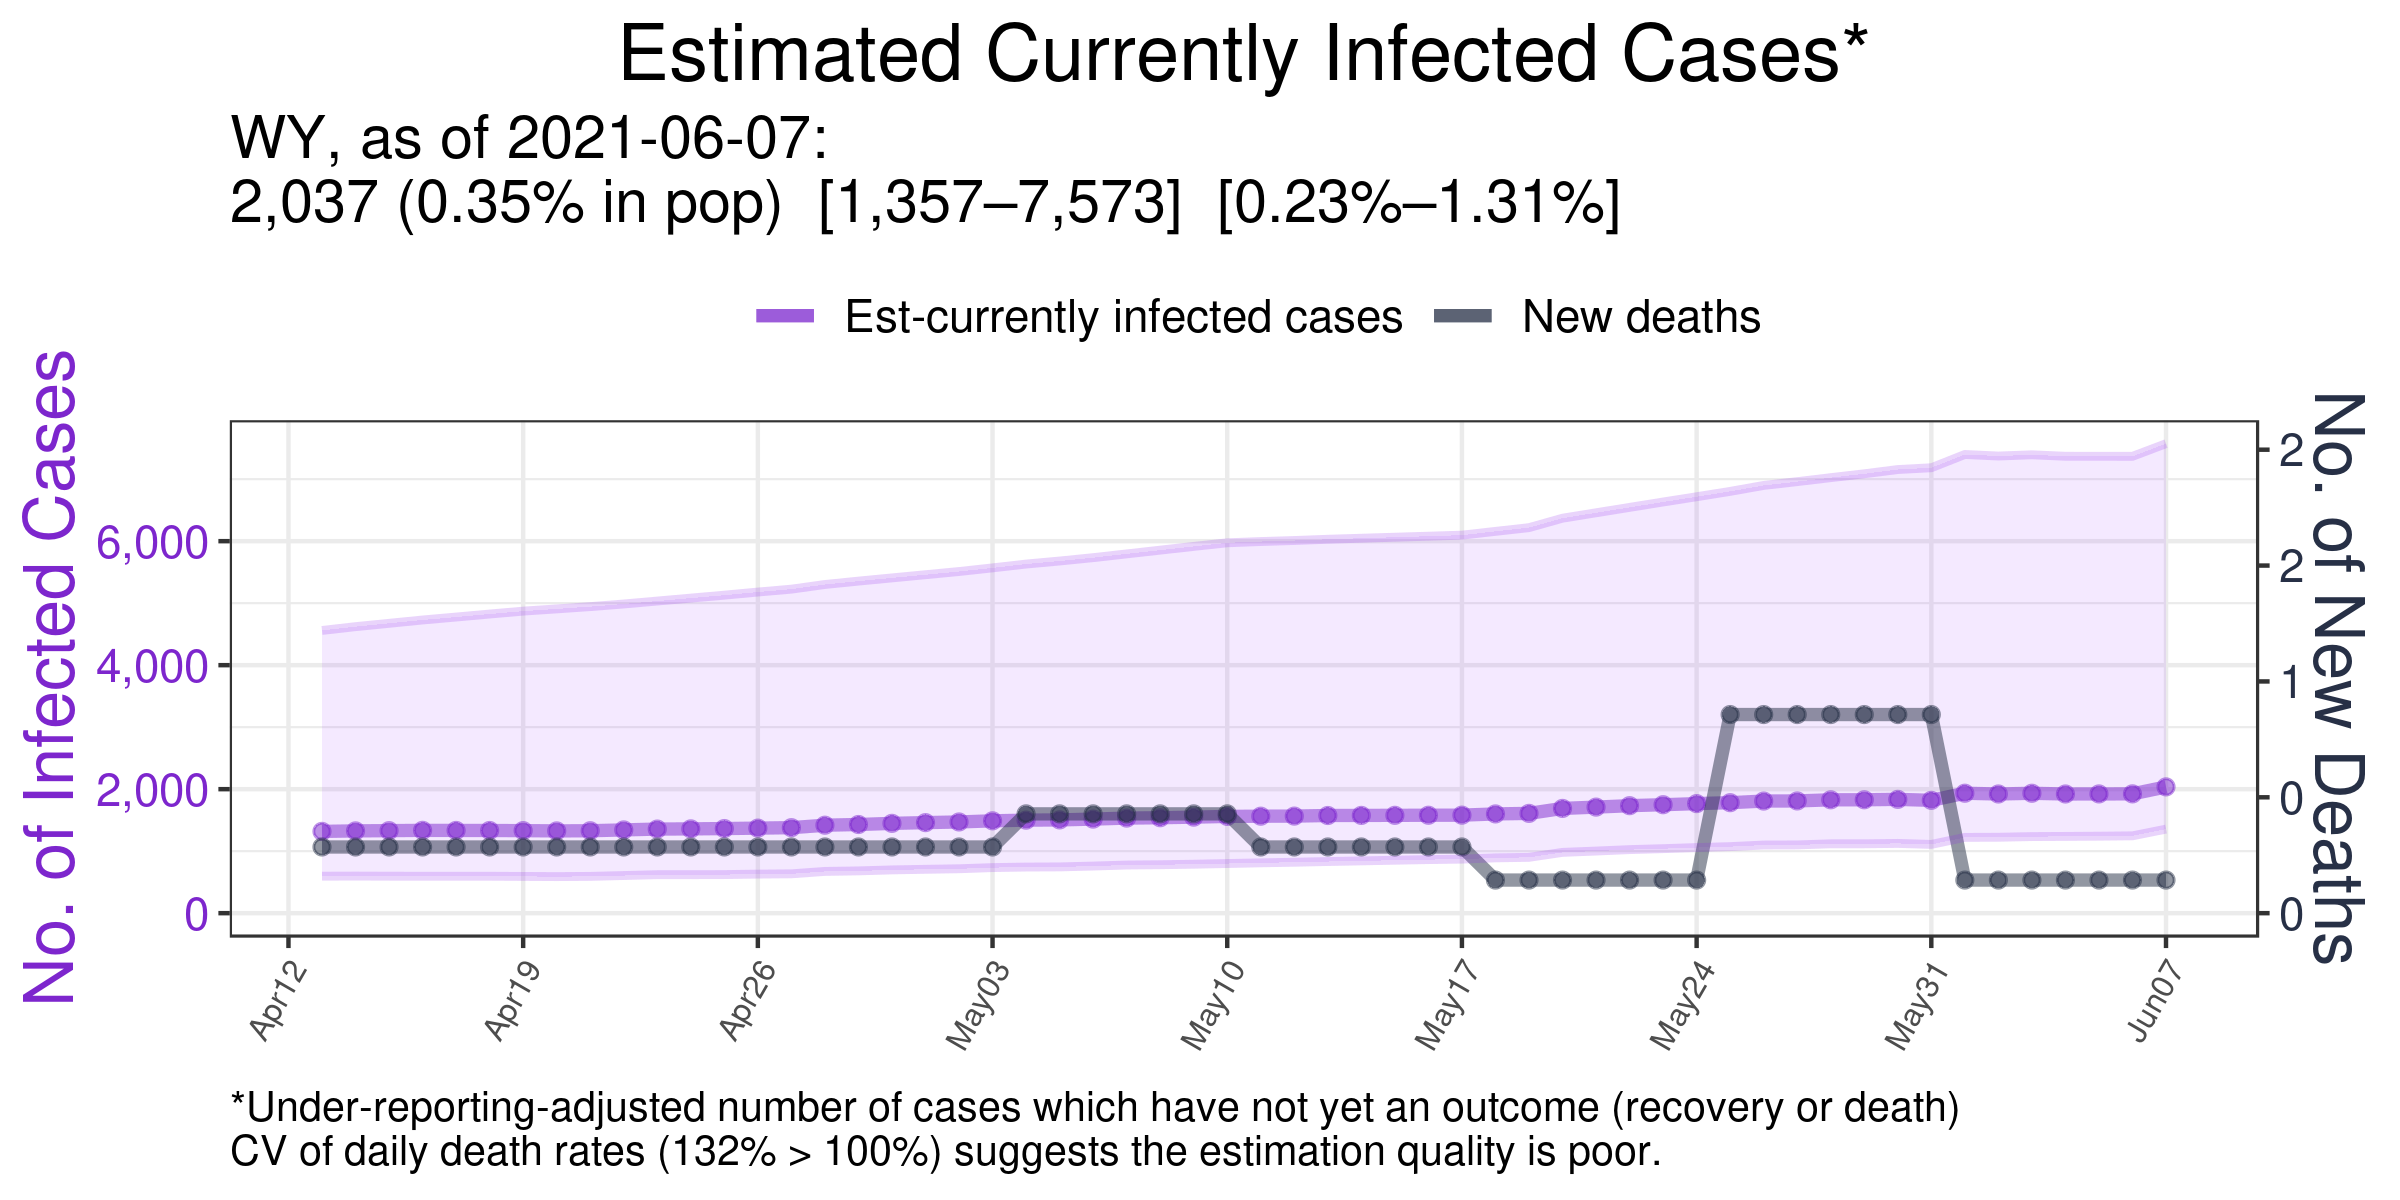 Estimated Currently Infected Cases*
WY, as of 2021-06-07:
2,037 (0.35% in pop)  [1,357–7,573]  [0.23%–1.31%]
Est-currently infected cases
New deaths
No. of Infected Cases
6,000
4,000
2,000
0
2
2
1
0
0
No. of New Deaths
Apr12
Apr19
Apr26
May03
May10
May17
May24
May31
Jun07
*Under-reporting-adjusted number of cases which have not yet an outcome (recovery or death)
CV of daily death rates (132% > 100%) suggests the estimation quality is poor.